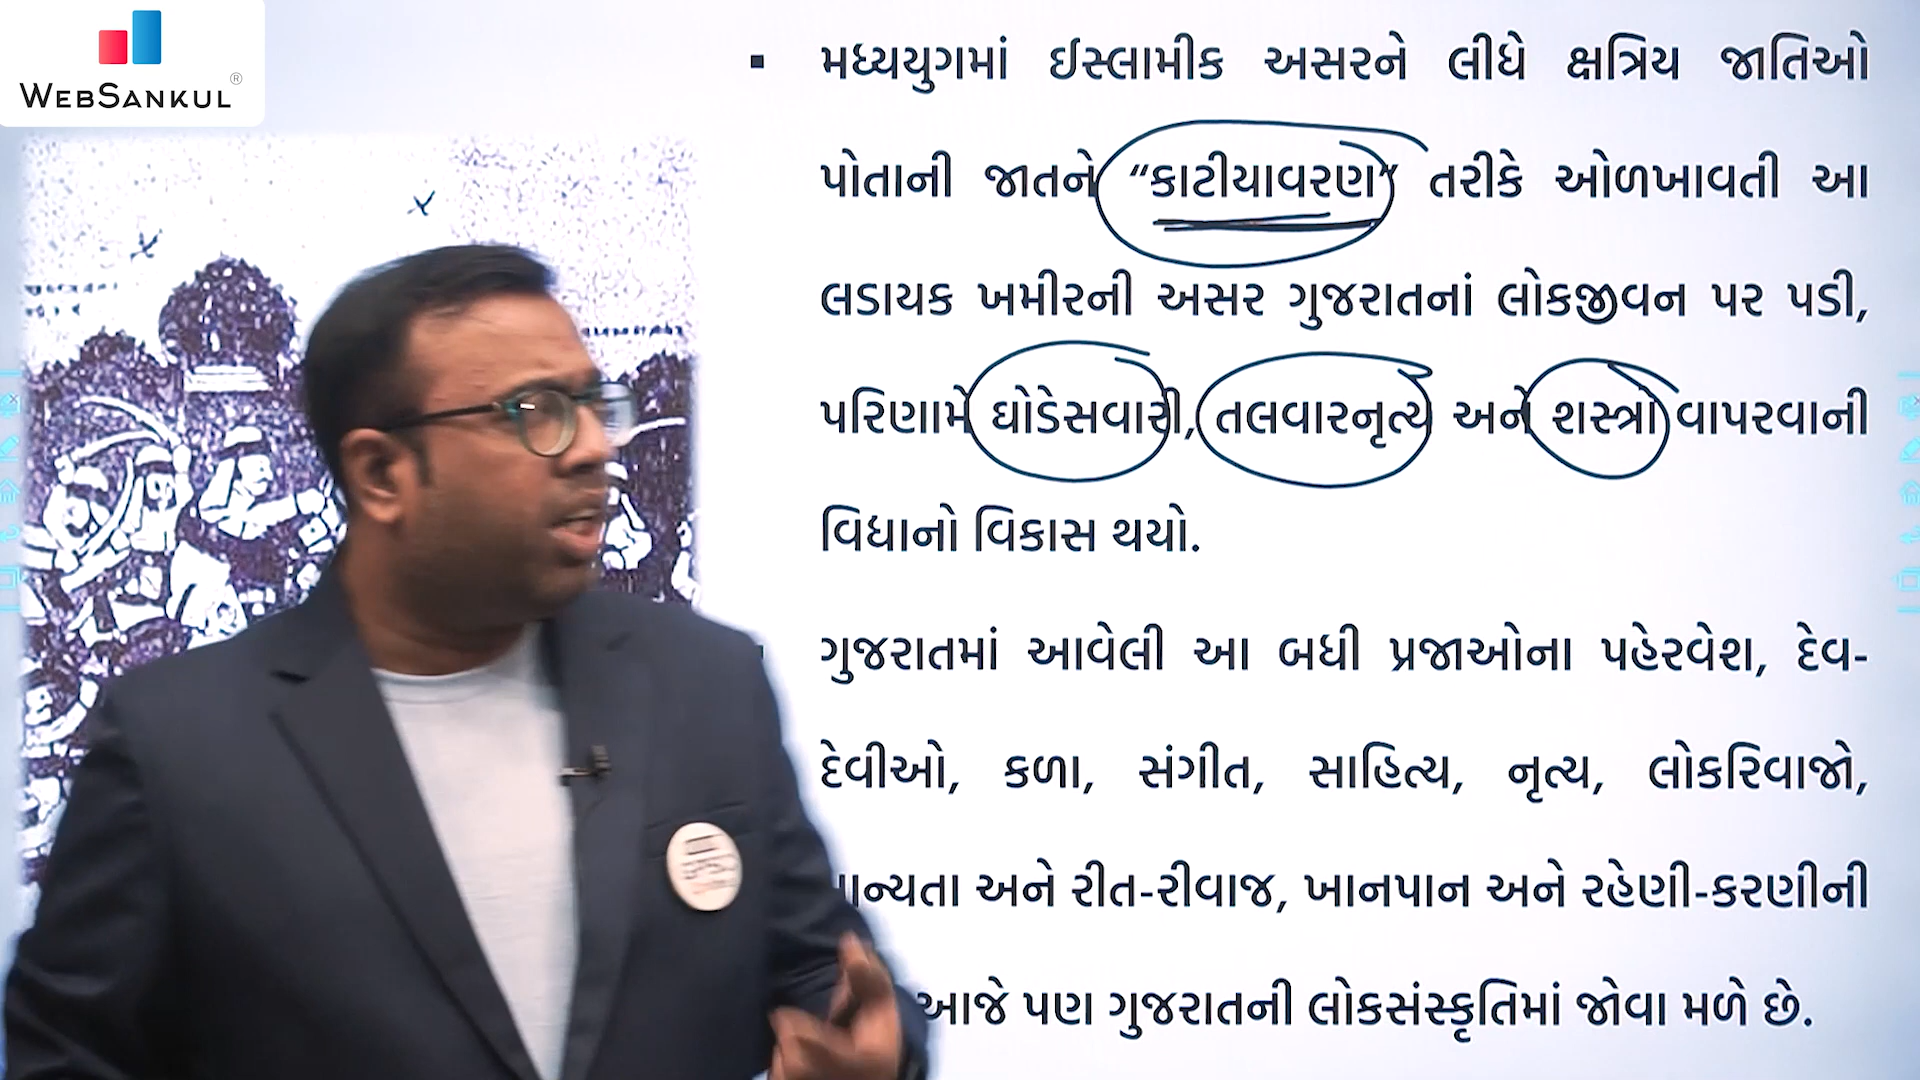 WEBSANKUL®
મધ્યયુગમાં ઈસ્લામીક અસરને લીધે ક્ષત્રિય જાતિઓ
પોતાની જાતને “કાટીયાવરણ” તરીકે ઓળખાવતી આ
લડાયક ખમીરની અસર ગુજરાતનાં લોકજીવન પર પડી,
પરિણામે ઘોડેસવારી, તલવારનૃત્ય અને શસ્ત્રો વાપરવાની
વિદ્યાનો વિકાસ થયો.
ગુજરાતમાં આવેલી આ બધી પ્રજાઓના પહેરવેશ, દેવ-
દેવીઓ, કળા, સંગીત, સાહિત્ય, નૃત્ય, લોકરિવાજો,
અને રીત-રીવાજ, ખાનપાન અને રહેણી-કરણીની
આજે પણ ગુજરાતની લોકસંસ્કૃતિમાં જોવા મળે છે.